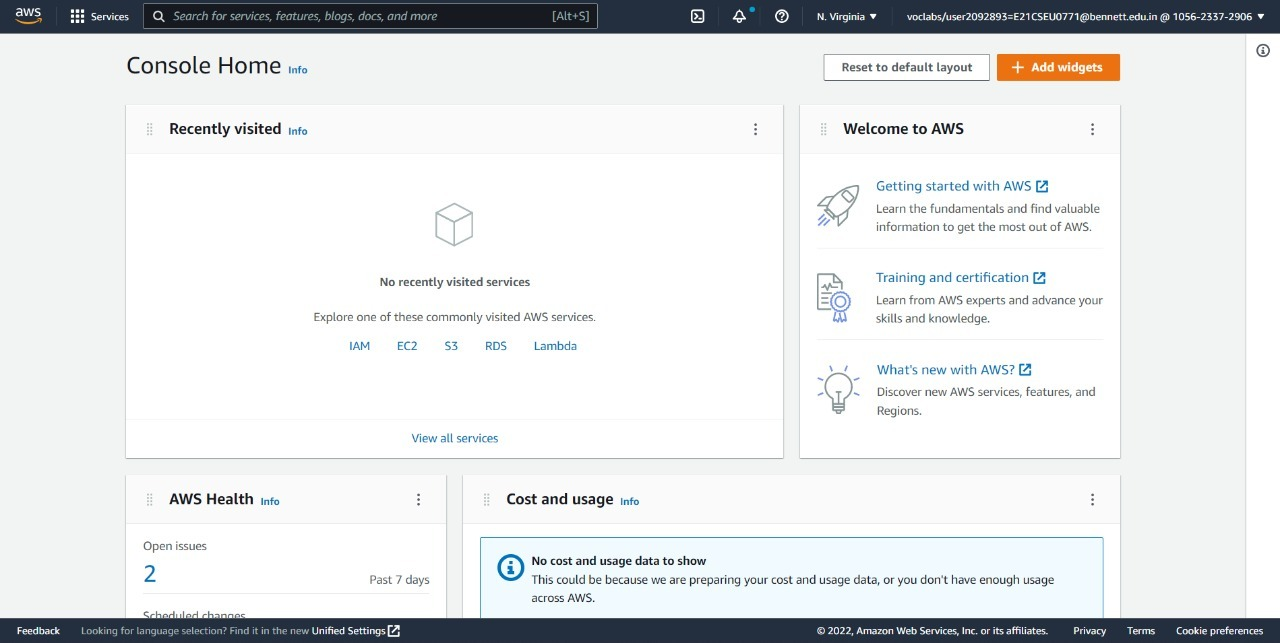 aws
Services
Search for services, features, blogs, docs, and more
[Alt+S]
N. Virginia
voclabs/user2092893=E21CSEU0771@bennett.edu.in @ 1056-2337-2906
Console Home Info
Reset to default layout
Add widgets
Recently visited Info
No recently visited services
Explore one of these commonly visited AWS services.
IAM EC2 S3 RDS Lambda
View all services
Welcome to AWS
Getting started with AWS
Learn the fundamentals and find valuable
information to get the most out of AWS.
Training and certification
Learn from AWS experts and advance your
skills and knowledge.
What's new with AWS?
Discover new AWS services, features, and
Regions.
AWS Health Info
Open issues
2
Past 7 days
Scheduled changes
Cost and usage Info
No cost and usage data to show
This could be because we are preparing your cost and usage data, or you don't have enough usage
across AWS.
Feedback
Looking for language selection? Find it in the new Unified Settings
© 2022, Amazon Web Services, Inc. or its affiliates.
Privacy
Terms
Cookie preferences